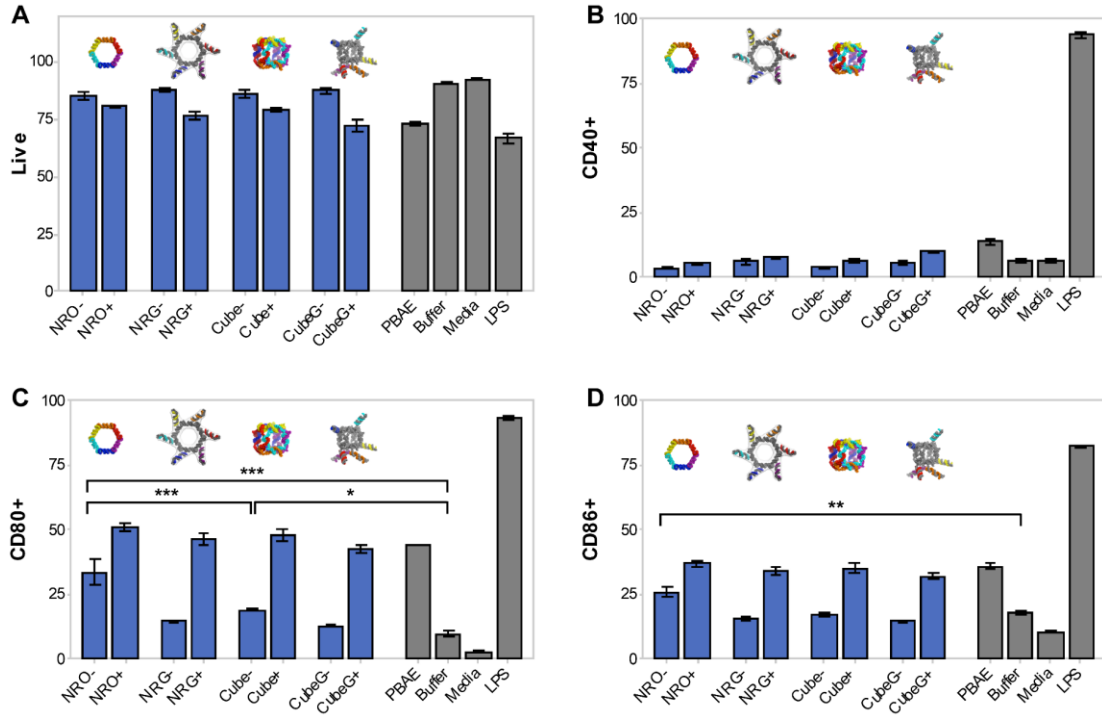 A
Live
100
75
50
25
0
NRO-
NRO+
NRG-
NRG+
Cube-
Cube+
CubeG-
CubeG+
PBAE
Buffer
Media
LPS
B
CD40+
100
75
50
25
0
NRO-
NRO+
NRG-
NRG+
Cube-
Cube+
CubeG-
CubeG+
PBAE
Buffer
Media
LPS
C
CD80+
100
75
50
25
0
***
***
*
NRO-
NRO+
NRG-
NRG+
Cube-
Cube+
CubeG-
CubeG+
PBAE
Buffer
Media
LPS
D
CD86+
100
75
50
25
0
**
NRO-
NRO+
NRG-
NRG+
Cube-
Cube+
CubeG-
CubeG+
PBAE
Buffer
Media
LPS